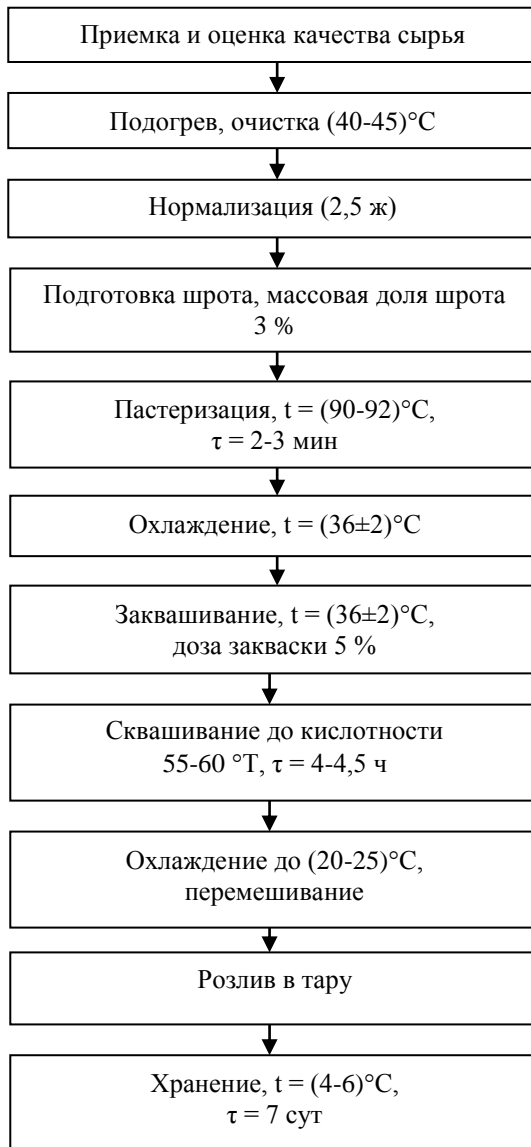 Приемка и оценка качества сырья
Подогрев, очистка (40-45)°С
Нормализация (2,5 ж)
Подготовка шрота, массовая доля шрота
3 %
Пастеризация, t = (90-92)°С,
τ = 2-3 мин
Охлаждение, t = (36±2)°С
Заквашивание, t = (36±2)°С,
доза закваски 5 %
Сквашивание до кислотности
55-60 °Т, τ = 4-4,5 ч
Охлаждение до (20-25)°С,
перемешивание
Розлив в тару
Хранение, t = (4-6)°С,
τ = 7 сут